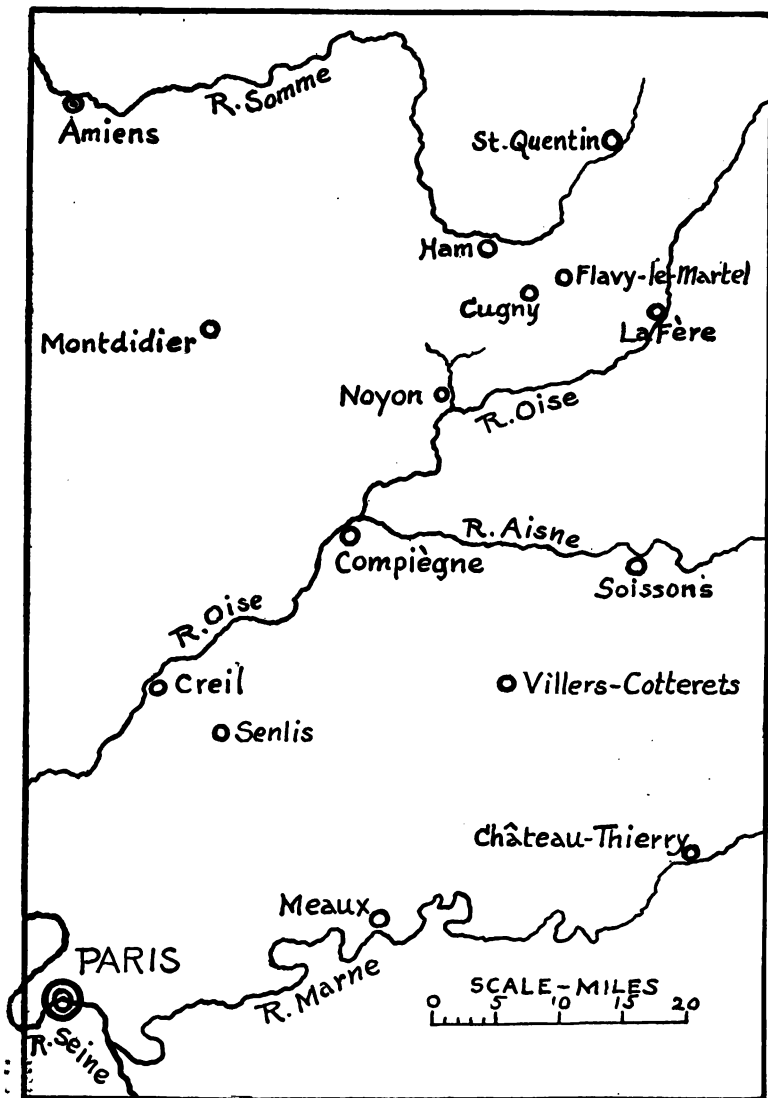 R. Somme
Amiens
St. Quentin
Ham
Flavy-le-Martel
Cugny
La Fère
Montdidier
Noyon
R. Oise
R. Aisne
Compiègne
Soissons
R. Oise
Creil
Villers-Cotterets
Senlis
Château-Thierry
Meaux
PARIS
R. Marne
SCALE-MILES
0 5 10 15 20
R. Seine